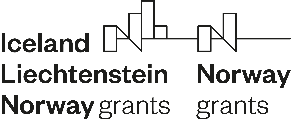 Iceland
Liechtenstein
Norway grants
Norway
grants